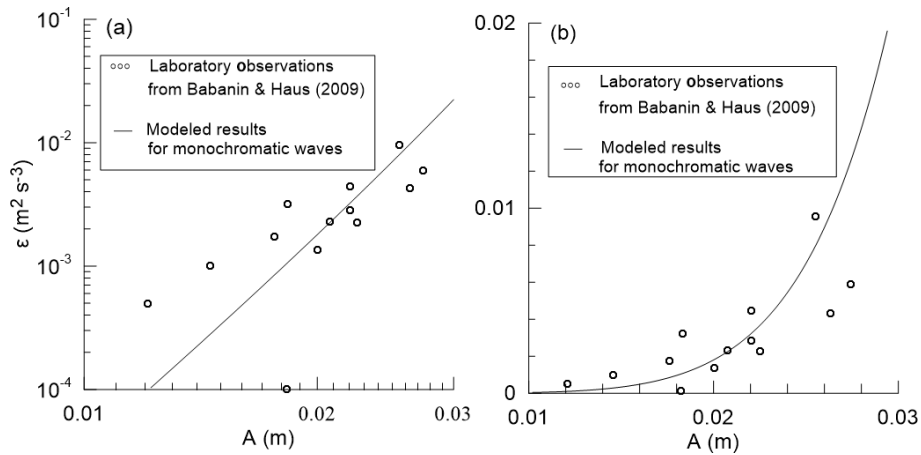 (a)
Laboratory observations
from Babanin & Haus (2009)
Modeled results
for monochromatic waves
10-1
10-2
10-3
10-4
ε (m2 s-3)
0.01
0.02
0.03
A (m)
(b)
Laboratory observations
from Babanin & Haus (2009)
Modeled results
for monochromatic waves
0.02
0.01
0
0.01
0.02
0.03
A (m)